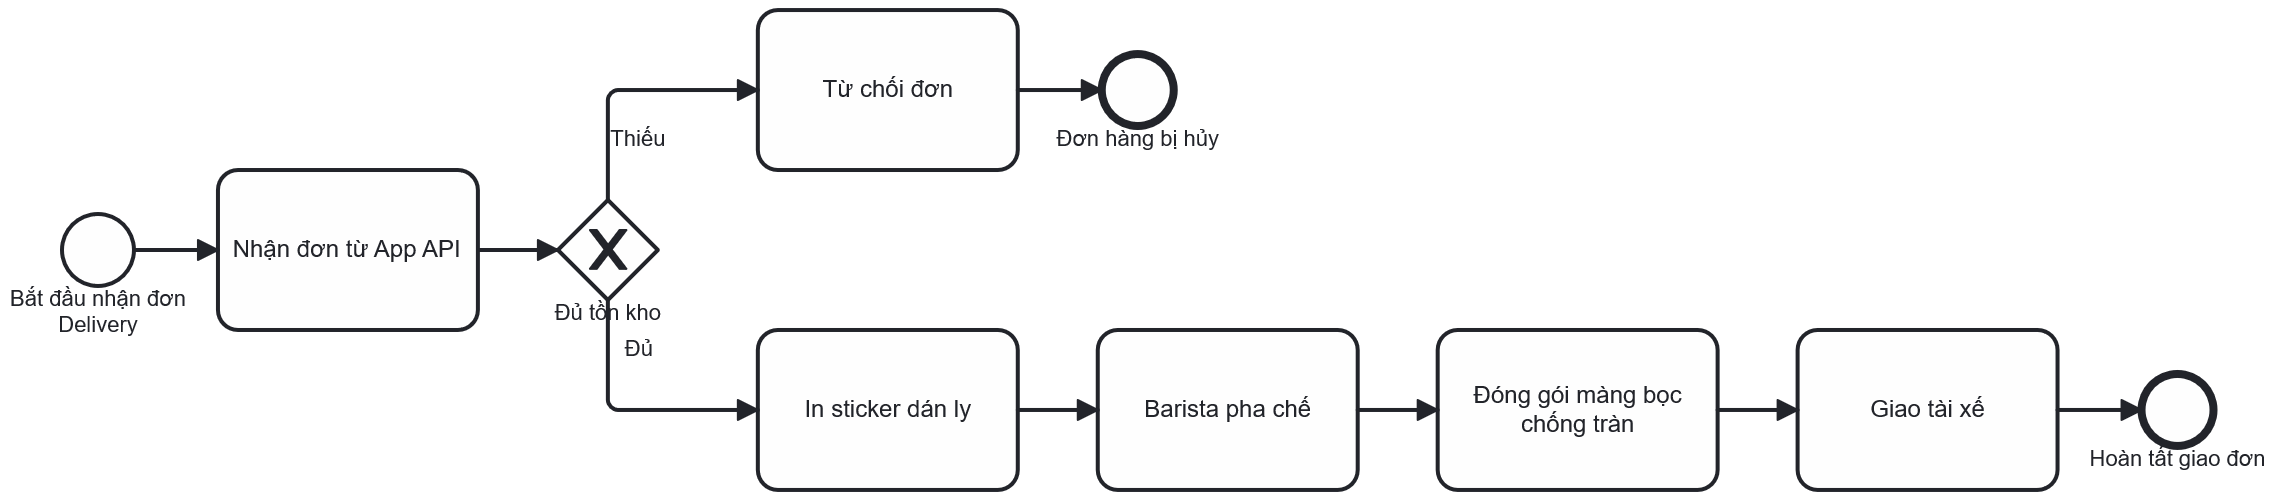 Bắt đầu nhận đơn
Delivery
Nhận đơn từ App API
Đủ tồn kho
Thiếu
Từ chối đơn
Đơn hàng bị hủy
Đủ
In sticker dán ly
Barista pha chế
Đóng gói màng bọc
chống tràn
Giao tài xế
Hoàn tất giao đơn